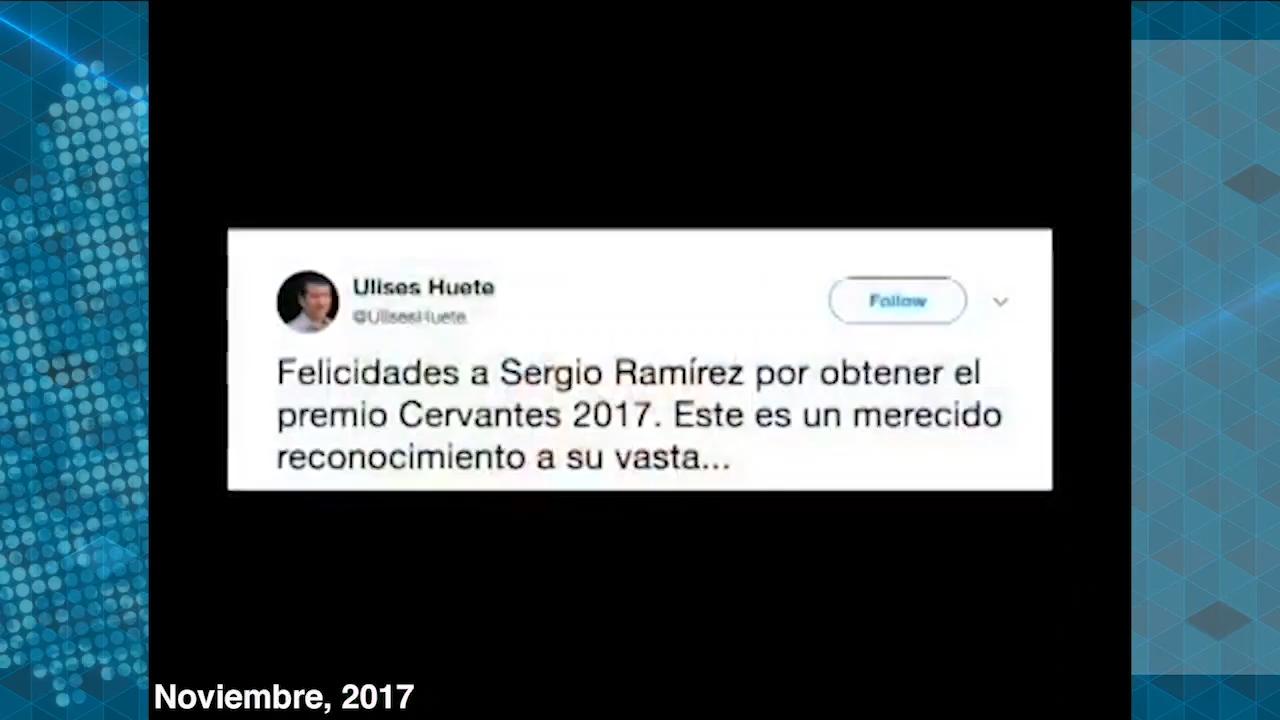 Ulises Huete
@UlisesHuete
Follow
Felicidades a Sergio Ramírez por obtener el
premio Cervantes 2017. Este es un merecido
reconocimiento a su vasta...
Noviembre, 2017